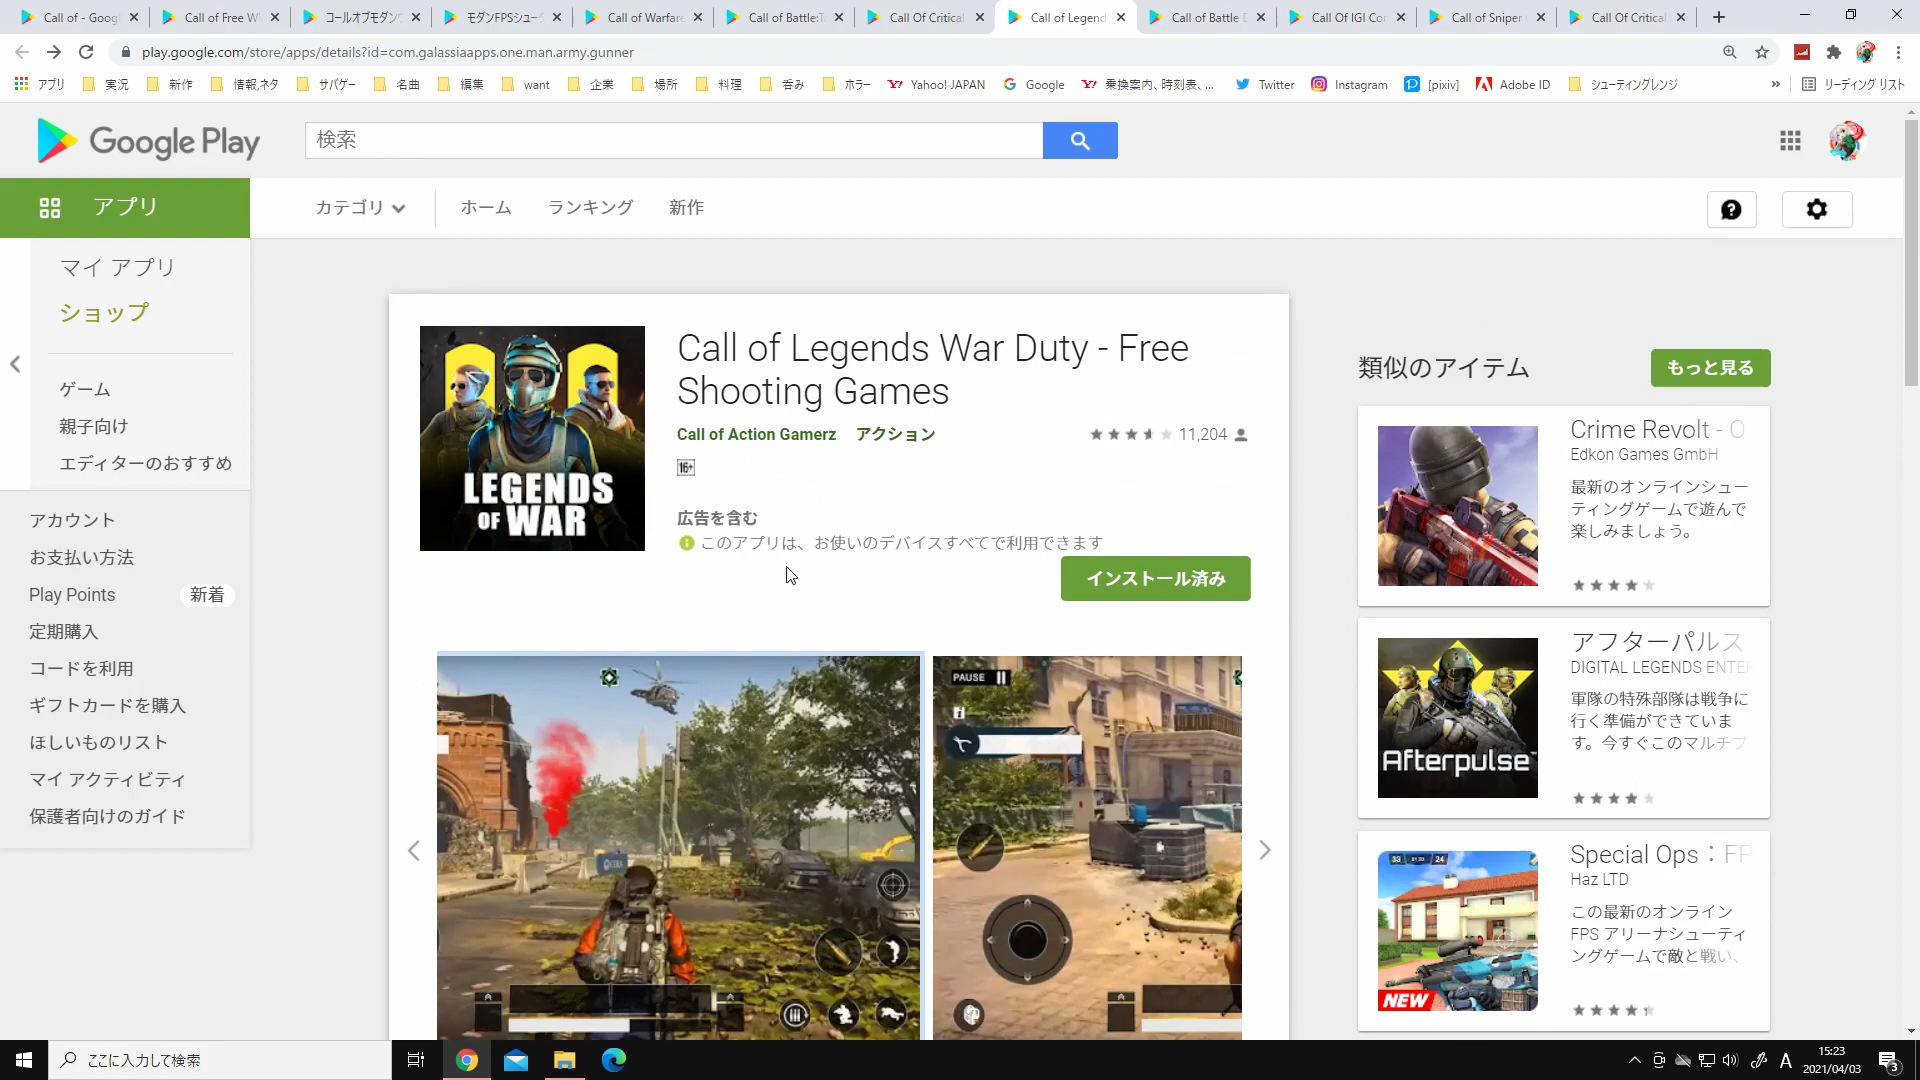 Call of - Googl
Call of Free W
コールオブモダン
モダンFPSシュー
Call of Warfare
Call of Battle:T
Call Of Critical
Call of Legend
Call of Battle D
Call Of IGI Co
Call of Sniper
Call Of Critical
play.google.com/store/apps/details?id=com.galassiaapps.one.man.army.gunner
アプリ 実況 新作 情報,ネタ サバゲー 名曲 編集 want 企業 場所 料理 呑み ホラー Yahoo! JAPAN Google 乗換案内、時刻表、... Twitter Instagram [pixiv] Adobe ID シューティングレンジ » リーディング リスト
Google Play
検索
アプリ
カテゴリ ホーム ランキング 新作
マイ アプリ
ショップ
ゲーム
親子向け
エディターのおすすめ
アカウント
お支払い方法
Play Points 新着
定期購入
コードを利用
ギフトカードを購入
ほしいものリスト
マイ アクティビティ
保護者向けのガイド
LEGENDS
OF WAR
Call of Legends War Duty - Free
Shooting Games
Call of Action Gamerz アクション
11,204
16+
広告を含む
このアプリは、お使いのデバイスすべてで利用できます
インストール済み
PAUSE
類似のアイテム
もっと見る
Crime Revolt - O
Edkon Games GmbH
最新のオンラインシュー
ティングゲームで遊んで
楽しみましょう。
アフターパルス
DIGITAL LEGENDS ENTER
軍隊の特殊部隊は戦争に
行く準備ができていま
す。今すぐこのマルチプ
Afterpulse
Special Ops：FP
Haz LTD
この最新のオンライン
FPS アリーナシューティ
ングゲームで敵と戦い、
33 24
NEW
ここに入力して検索
A
15:23
2021/04/03
3